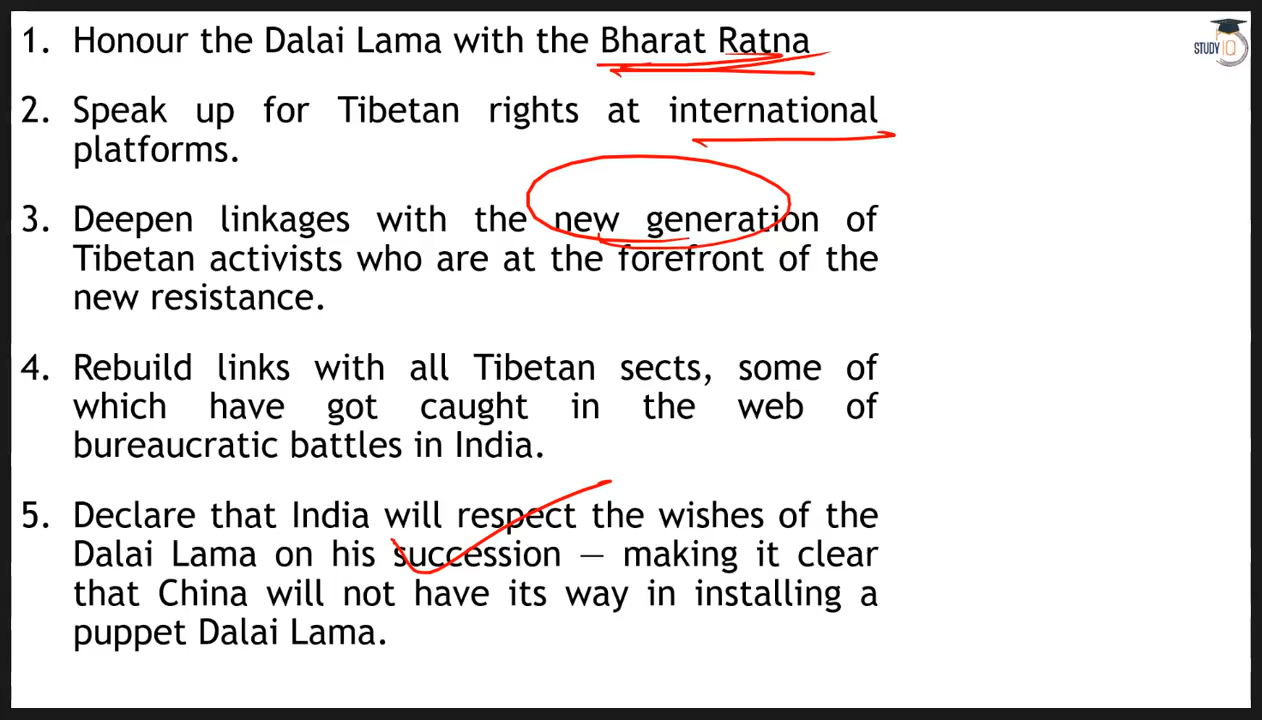 1. Honour the Dalai Lama with the Bharat Ratna
STUDY IQ
2. Speak up for Tibetan rights at international
platforms.
3. Deepen linkages with the new generation of
Tibetan activists who are at the forefront of the
new resistance.
4. Rebuild links with all Tibetan sects, some of
which have got caught in the web of
bureaucratic battles in India.
5. Declare that India will respect the wishes of the
Dalai Lama on his succession — making it clear
that China will not have its way in installing a
puppet Dalai Lama.